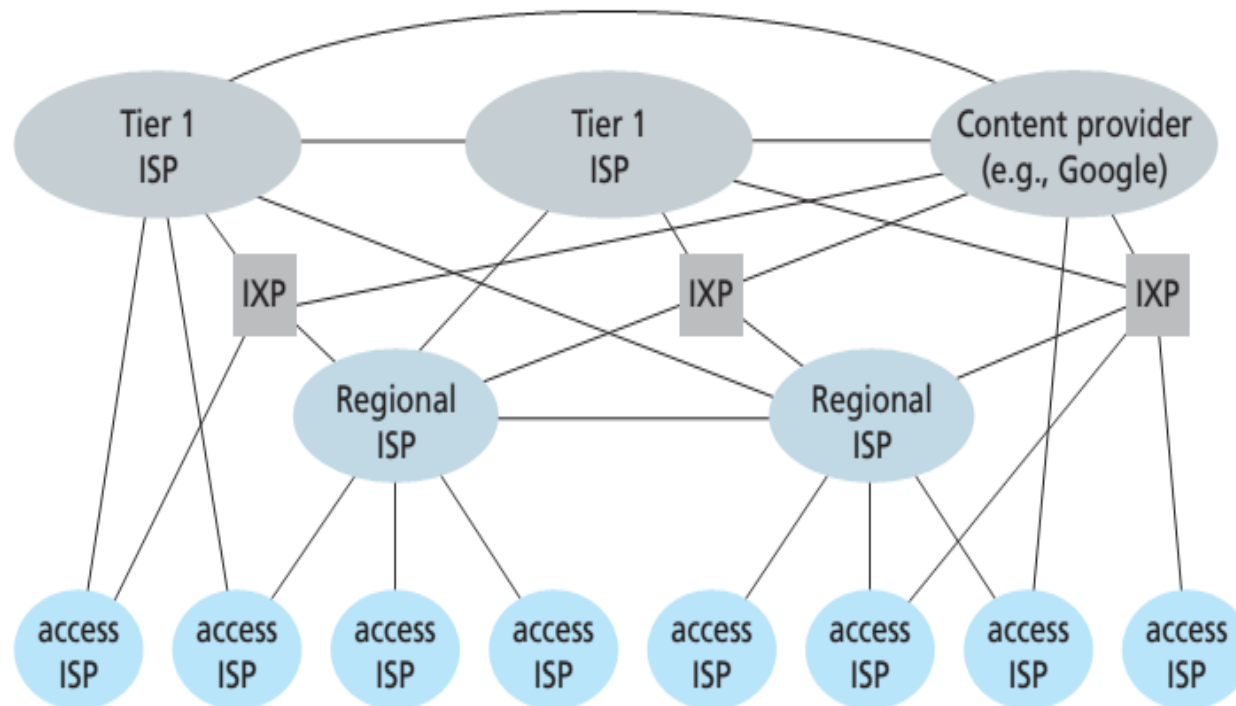 Tier 1
ISP
Tier 1
ISP
Content provider
(e.g., Google)
IXP
IXP
IXP
Regional
ISP
Regional
ISP
access
ISP
access
ISP
access
ISP
access
ISP
access
ISP
access
ISP
access
ISP
access
ISP